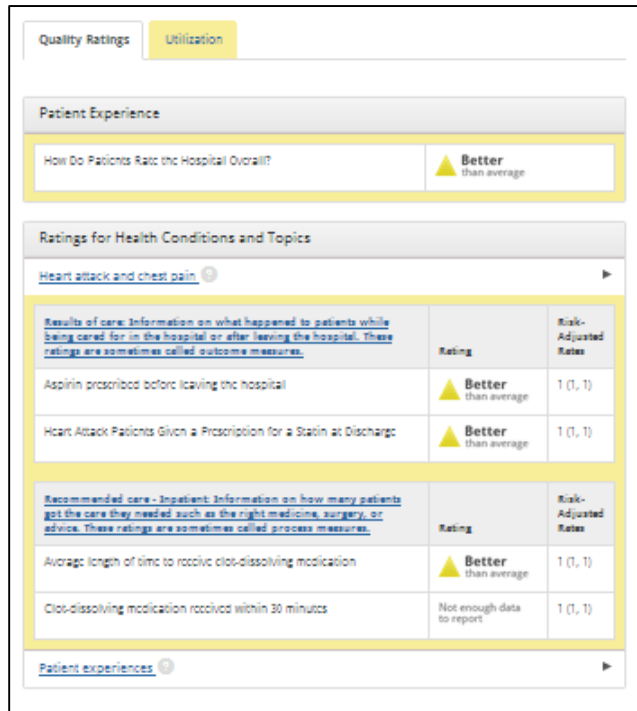 Quality Ratings
Utilization
Patient Experience
How Do Patients Rate the Hospital Overall?
Better
than average
Ratings for Health Conditions and Topics
Heart attack and chest pain ?
Results of care: Information on what happened to patients while
being cared for in the hospital or after leaving the hospital. These
ratings are sometimes called outcome measures.
Rating
Risk-
Adjusted
Rates
Aspirin prescribed before leaving the hospital
Better
than average
1 (1, 1)
Heart Attack Patients Given a Prescription for a Statin at Discharge
Better
than average
1 (1, 1)
Recommended care - Inpatient: Information on how many patients
got the care they needed such as the right medicine, surgery, or
advice. These ratings are sometimes called process measures.
Rating
Risk-
Adjusted
Rates
Average length of time to receive clot-dissolving medication
Better
than average
1 (1, 1)
Clot-dissolving medication received within 30 minutes
Not enough data
to report
1 (1, 1)
Patient experiences ?